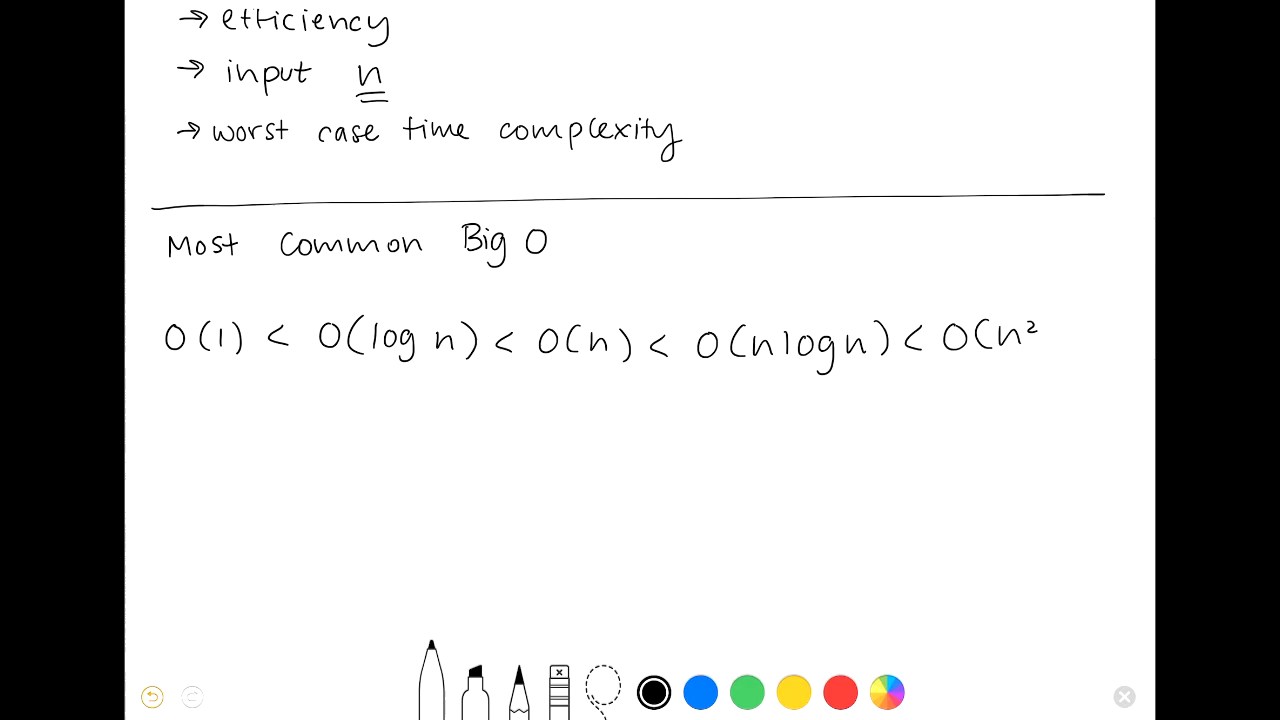 → efficiency
→ input n
→ worst case time complexity
Most Common Big O
O(1) < O(log n) < O(n) < O(nlogn) < O(n²